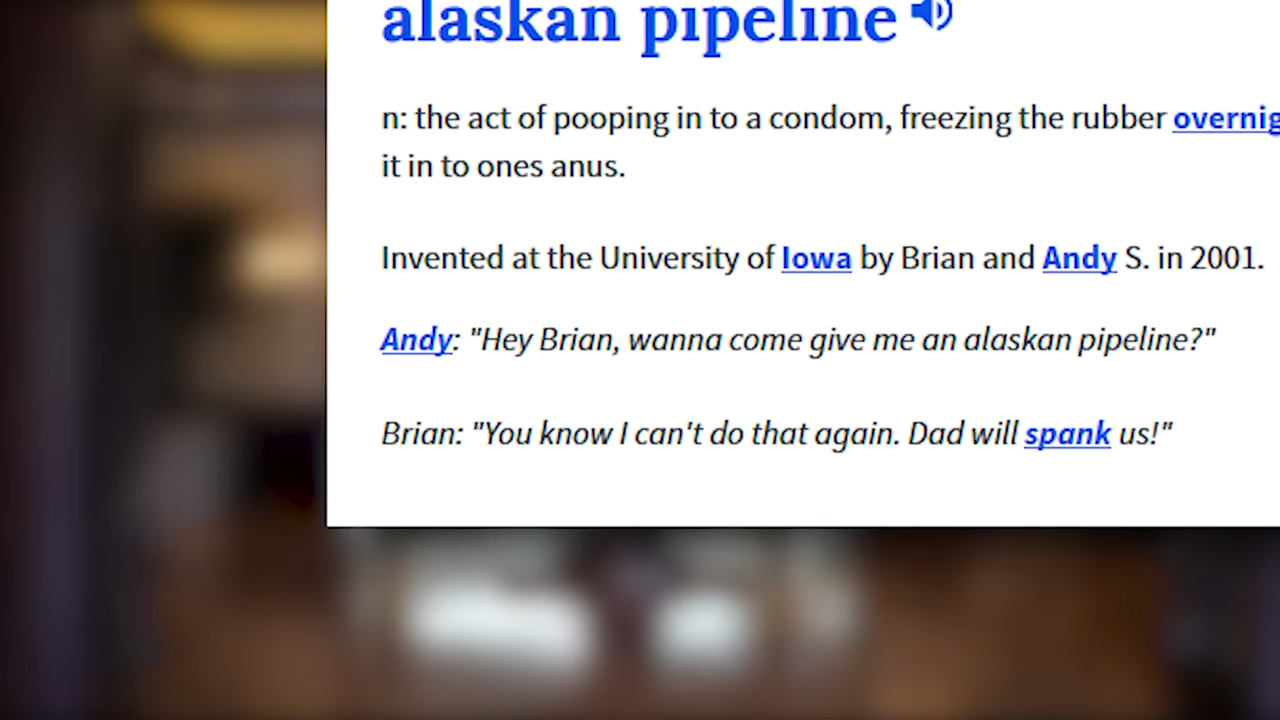 alaskan pipeline
n: the act of pooping in to a condom, freezing the rubber
it in to ones anus.
Invented at the University of Iowa by Brian and Andy S. in 2001.
Andy: "Hey Brian, wanna come give me an alaskan pipeline?"
Brian: "You know I can't do that again. Dad will spank us!"